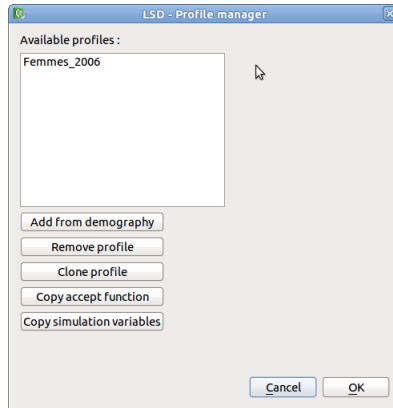 LSD - Profile manager
Available profiles :
Femmes_2006
Add from demography
Remove profile
Clone profile
Copy accept function
Copy simulation variables
Cancel OK